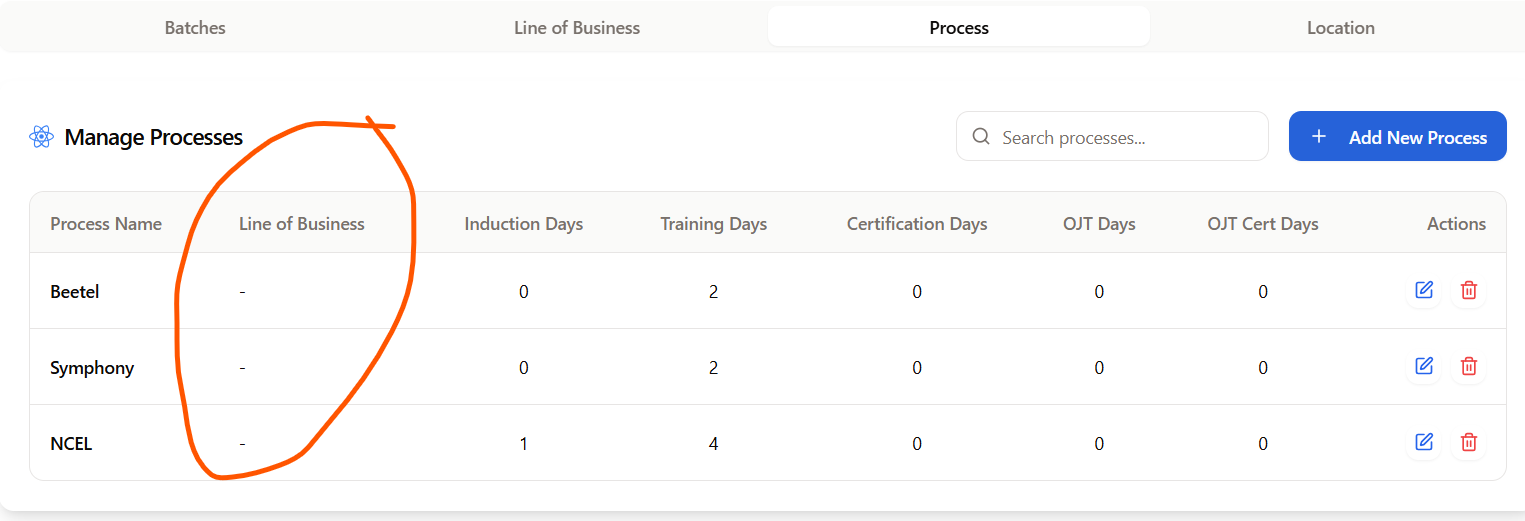 Batches Line of Business Process Location
Manage Processes Search processes... Add New Process
Process Name Line of Business Induction Days Training Days Certification Days OJT Days OJT Cert Days Actions
Beetel - 0 2 0 0 0
Symphony - 0 2 0 0 0
NCEL - 1 4 0 0 0